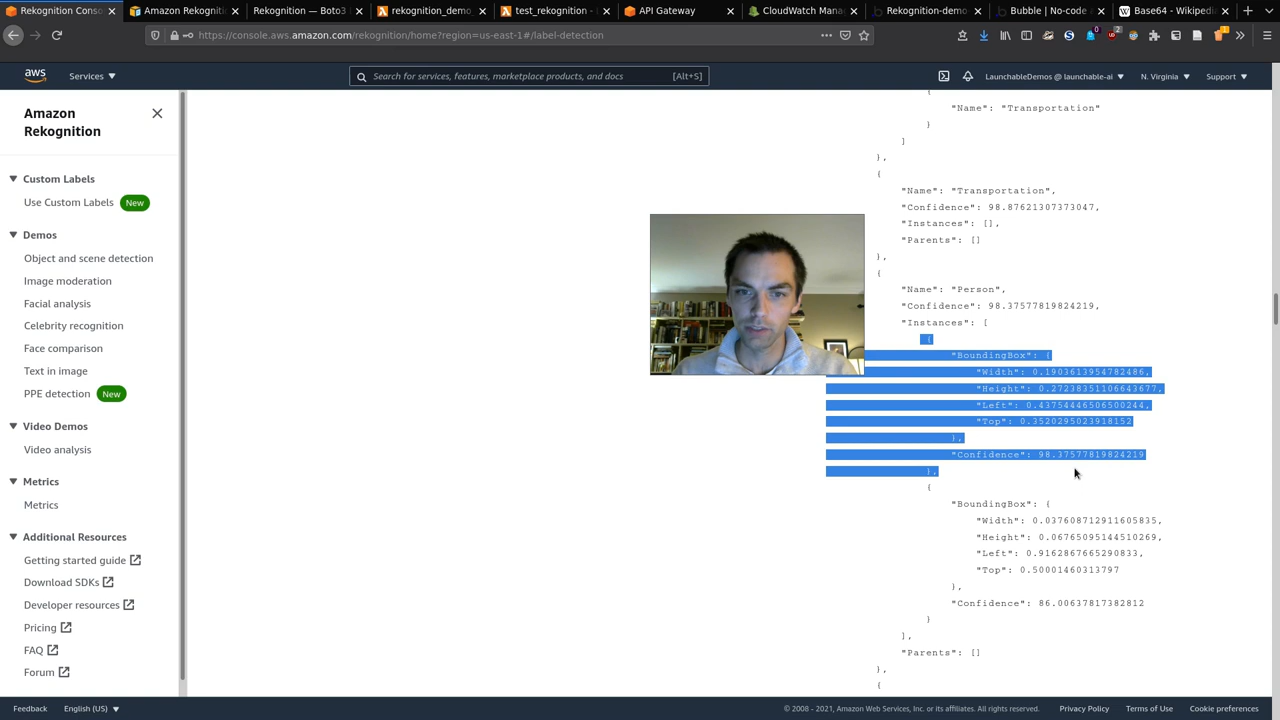 Rekognition Conso
Amazon Rekogniti
Rekognition — Boto3
rekognition_demo_
test_rekognition -
API Gateway
CloudWatch Mana
Rekognition-demo
Bubble | No-code
Base64 - Wikipedi
https://console.aws.amazon.com/rekognition/home?region=us-east-1#/label-detection
aws
Services
Search for services, features, marketplace products, and docs [Alt+S]
LaunchableDemos @ launchable-ai
N. Virginia
Support
Amazon
Rekognition
Custom Labels
Use Custom Labels New
Demos
Object and scene detection
Image moderation
Facial analysis
Celebrity recognition
Face comparison
Text in image
PPE detection New
Video Demos
Video analysis
Metrics
Metrics
Additional Resources
Getting started guide
Download SDKs
Developer resources
Pricing
FAQ
Forum
{
"Name": "Transportation"
}
]
},
{
"Name": "Transportation",
"Confidence": 98.87621307373047,
"Instances": [],
"Parents": []
},
{
"Name": "Person",
"Confidence": 98.37577819824219,
"Instances": [
{
"BoundingBox": {
"Width": 0.1903613954782486,
"Height": 0.27238351106643677,
"Left": 0.43754446506500244,
"Top": 0.3520295023918152
},
"Confidence": 98.37577819824219
},
{
"BoundingBox": {
"Width": 0.037608712911605835,
"Height": 0.06765095144510269,
"Left": 0.9162867665290833,
"Top": 0.50001460313797
},
"Confidence": 86.00637817382812
}
],
"Parents": []
},
{
Feedback
English (US)
© 2008 - 2021, Amazon Web Services, Inc. or its affiliates. All rights reserved.
Privacy Policy
Terms of Use
Cookie preferences